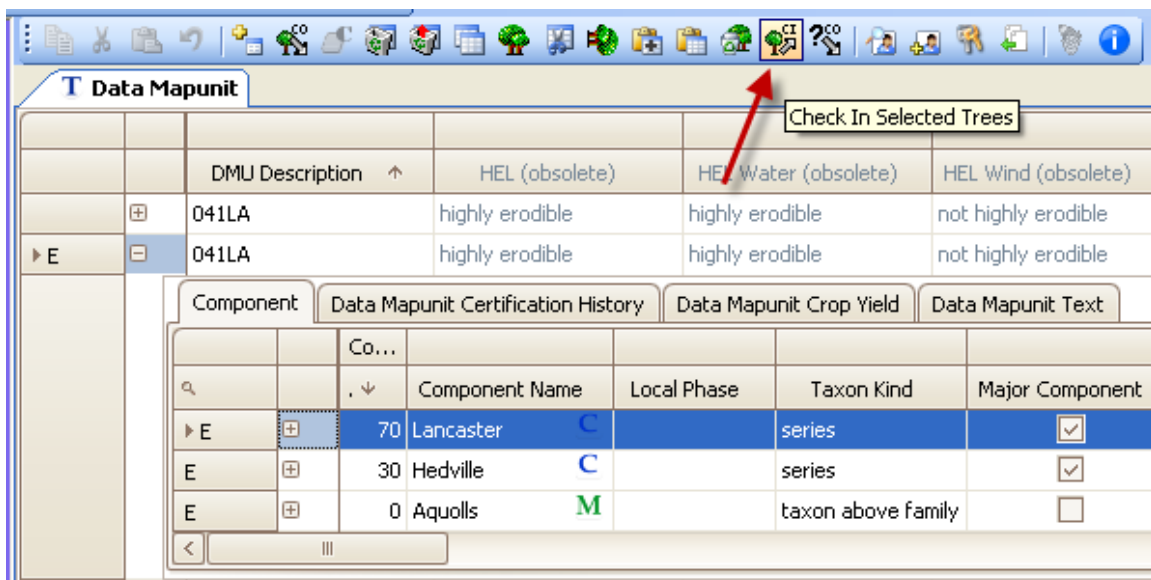 CI
Check In Selected Trees
T Data Mapunit
DMU Description HEL (obsolete) HEL Water (obsolete) HEL Wind (obsolete)
041LA highly erodible highly erodible not highly erodible
E 041LA highly erodible highly erodible not highly erodible
Component Data Mapunit Certification History Data Mapunit Crop Yield Data Mapunit Text
Co...
. Component Name Local Phase Taxon Kind Major Component
E 70 Lancaster C series
E 30 Hedville C series
E 0 Aquolls M taxon above family